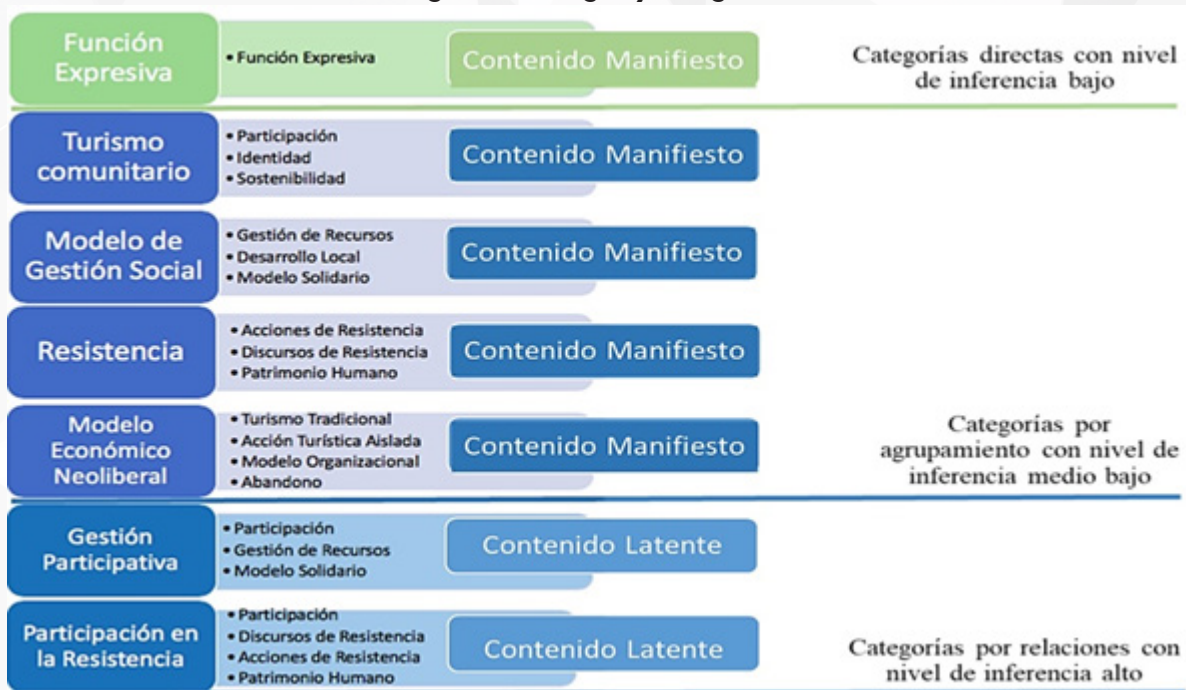 Función
Expresiva
• Función Expresiva
Contenido Manifiesto
Categorías directas con nivel
de inferencia bajo
Turismo
comunitario
• Participación
• Identidad
• Sostenibilidad
Contenido Manifiesto
Modelo de
Gestión Social
• Gestión de Recursos
• Desarrollo Local
• Modelo Solidario
Contenido Manifiesto
Resistencia
• Acciones de Resistencia
• Discursos de Resistencia
• Patrimonio Humano
Contenido Manifiesto
Modelo
Económico
Neoliberal
• Turismo Tradicional
• Acción Turística Aislada
• Modelo Organizacional
• Abandono
Contenido Manifiesto
Categorías por
agrupamiento con nivel de
inferencia medio bajo
Gestión
Participativa
• Participación
• Gestión de Recursos
• Modelo Solidario
Contenido Latente
Participación en
la Resistencia
• Participación
• Discursos de Resistencia
• Acciones de Resistencia
• Patrimonio Humano
Contenido Latente
Categorías por relaciones con
nivel de inferencia alto